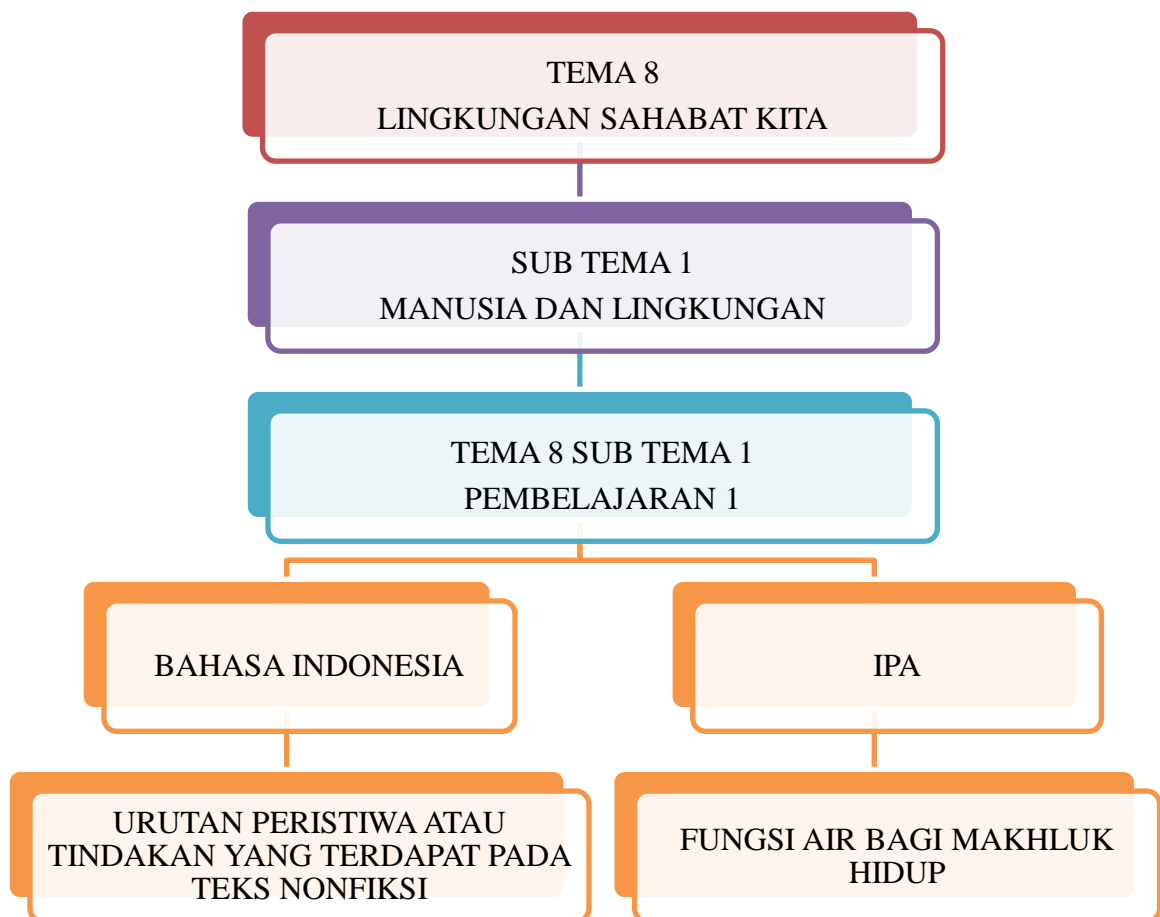 TEMA 8
LINGKUNGAN SAHABAT KITA
SUB TEMA 1
MANUSIA DAN LINGKUNGAN
TEMA 8 SUB TEMA 1
PEMBELAJARAN 1
BAHASA INDONESIA
IPA
URUTAN PERISTIWA ATAU
TINDAKAN YANG TERDAPAT PADA
TEKS NONFIKSI
FUNGSI AIR BAGI MAKHLUK
HIDUP